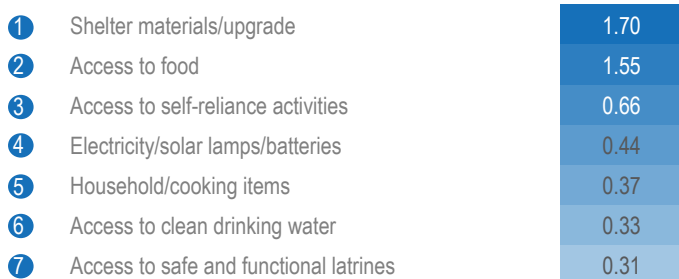 1 Shelter materials/upgrade 1.70
2 Access to food 1.55
3 Access to self-reliance activities 0.66
4 Electricity/solar lamps/batteries 0.44
5 Household/cooking items 0.37
6 Access to clean drinking water 0.33
7 Access to safe and functional latrines 0.31